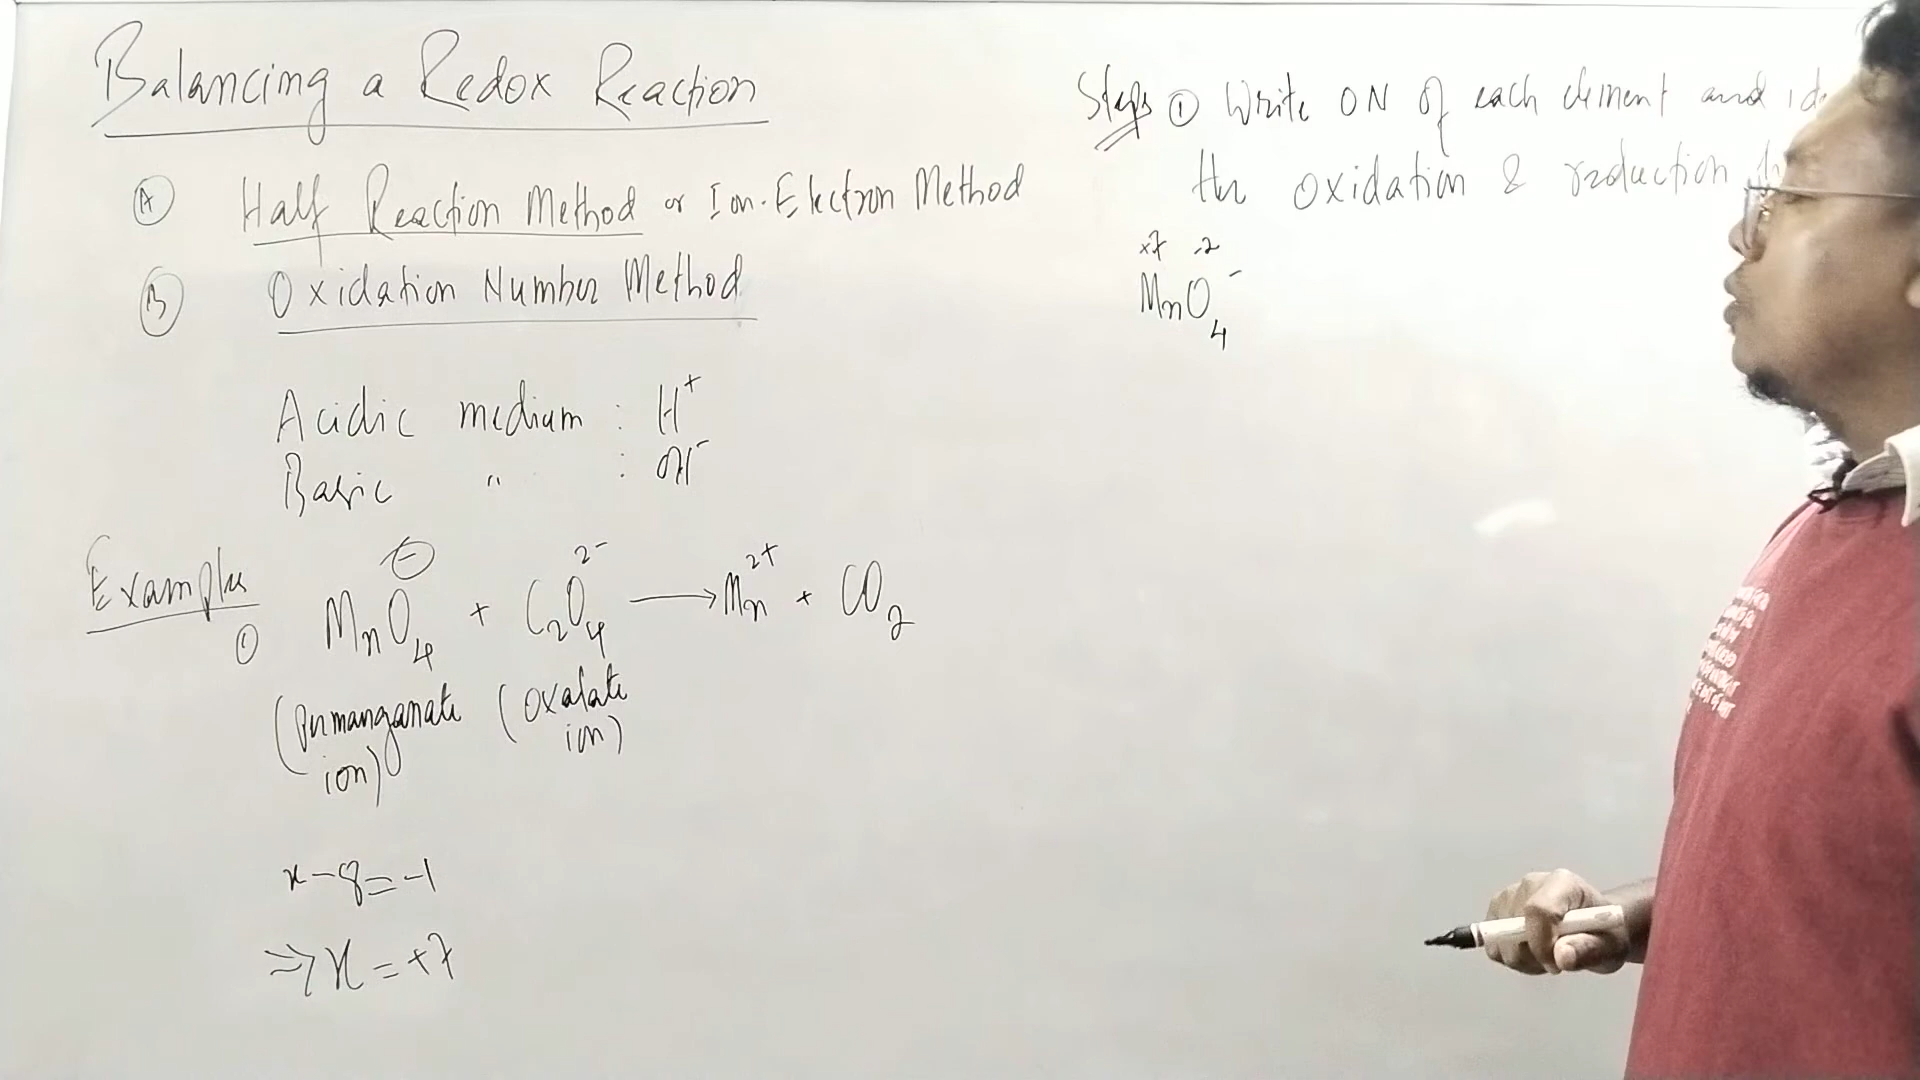 Balancing a Redox Reaction
(A) Half Reaction Method or Ion-Electron Method
(B) Oxidation Number Method
Acidic medium : H⁺
Basic " : OH⁻
Examples
① MnO₄⊖ + C₂O₄²⁻ ⟶ Mn²⁺ + CO₂
(Permanganate ion) (oxalate ion)
x-8=-1
⇒ x = +7
Steps ① Write ON of each element and
the oxidation & reduction
+7 -2
MnO₄⁻